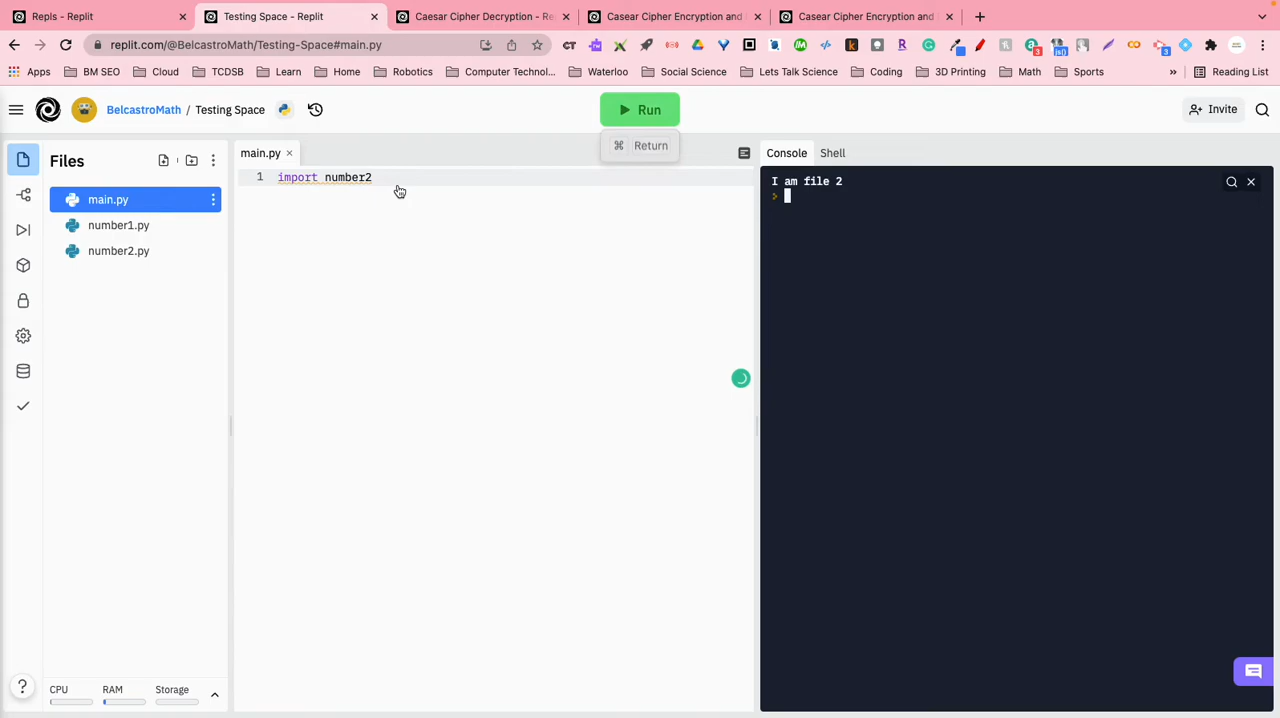 Repls - Replit
Testing Space - Replit
Caesar Cipher Decryption - Re
Casear Cipher Encryption and
Casear Cipher Encryption and
replit.com/@BelcastroMath/Testing-Space#main.py
Apps
BM SEO
Cloud
TCDSB
Learn
Home
Robotics
Computer Technol...
Waterloo
Social Science
Lets Talk Science
Coding
3D Printing
Math
Sports
»
Reading List
BelcastroMath / Testing Space
Run
Invite
⌘ Return
Files
main.py
number1.py
number2.py
main.py
1 import number2
Console
Shell
I am file 2
CPU
RAM
Storage